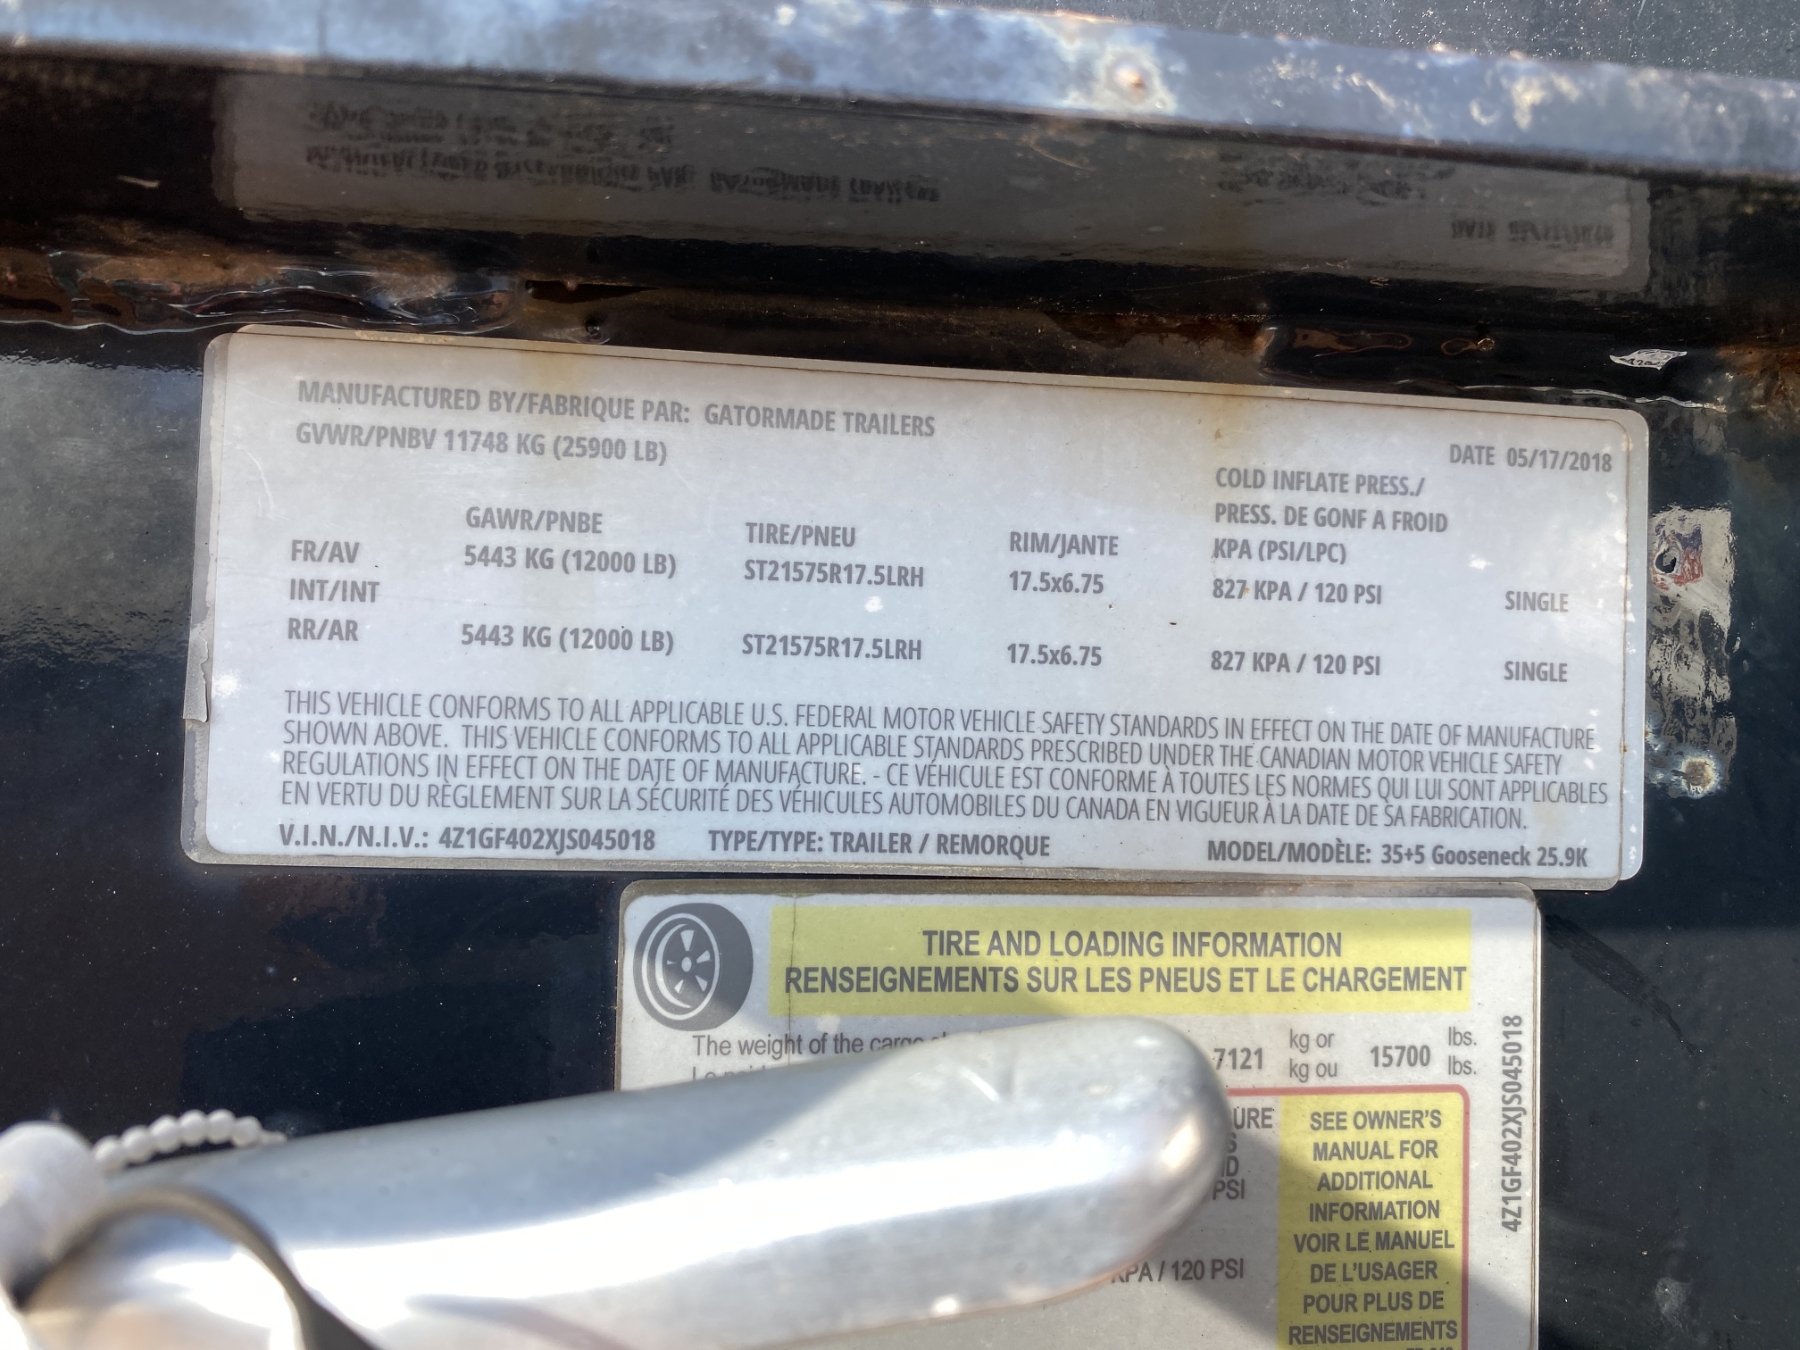 MANUFACTURED BY/FABRIQUE PAR: GATORMADE TRAILERS
GVWR/PNBV 11748 KG (25900 LB)
DATE 05/17/2018
COLD INFLATE PRESS./
PRESS. DE GONF A FROID
GAWR/PNBE TIRE/PNEU RIM/JANTE KPA (PSI/LPC)
FR/AV 5443 KG (12000 LB) ST21575R17.5LRH 17.5x6.75 827 KPA / 120 PSI SINGLE
INT/INT
RR/AR 5443 KG (12000 LB) ST21575R17.5LRH 17.5x6.75 827 KPA / 120 PSI SINGLE
THIS VEHICLE CONFORMS TO ALL APPLICABLE U.S. FEDERAL MOTOR VEHICLE SAFETY STANDARDS IN EFFECT ON THE DATE OF MANUFACTURE
SHOWN ABOVE. THIS VEHICLE CONFORMS TO ALL APPLICABLE STANDARDS PRESCRIBED UNDER THE CANADIAN MOTOR VEHICLE SAFETY
REGULATIONS IN EFFECT ON THE DATE OF MANUFACTURE. - CE VÉHICULE EST CONFORME À TOUTES LES NORMES QUI LUI SONT APPLICABLES
EN VERTU DU RÈGLEMENT SUR LA SÉCURITÉ DES VÉHICULES AUTOMOBILES DU CANADA EN VIGUEUR À LA DATE DE SA FABRICATION.
V.I.N./N.I.V.: 4Z1GF402XJS045018 TYPE/TYPE: TRAILER / REMORQUE MODEL/MODÈLE: 35+5 Gooseneck 25.9K
TIRE AND LOADING INFORMATION
RENSEIGNEMENTS SUR LES PNEUS ET LE CHARGEMENT
The weight of the cargo
7121 kg or 15700 lbs.
kg ou lbs.
4Z1GF402XJS045018
PSI
KPA / 120 PSI
SEE OWNER'S
MANUAL FOR
ADDITIONAL
INFORMATION
VOIR LE MANUEL
DE L'USAGER
POUR PLUS DE
RENSEIGNEMENTS